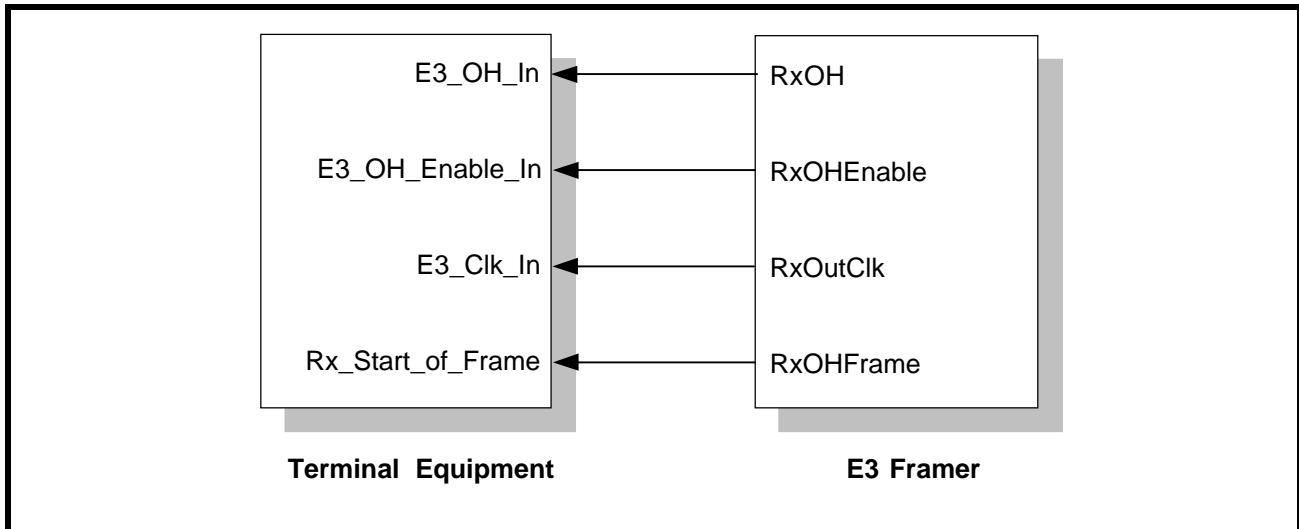 E3_OH_In
RxOH
E3_OH_Enable_In
RxOHEnable
E3_Clk_In
RxOutClk
Rx_Start_of_Frame
RxOHFrame
Terminal Equipment
E3 Framer